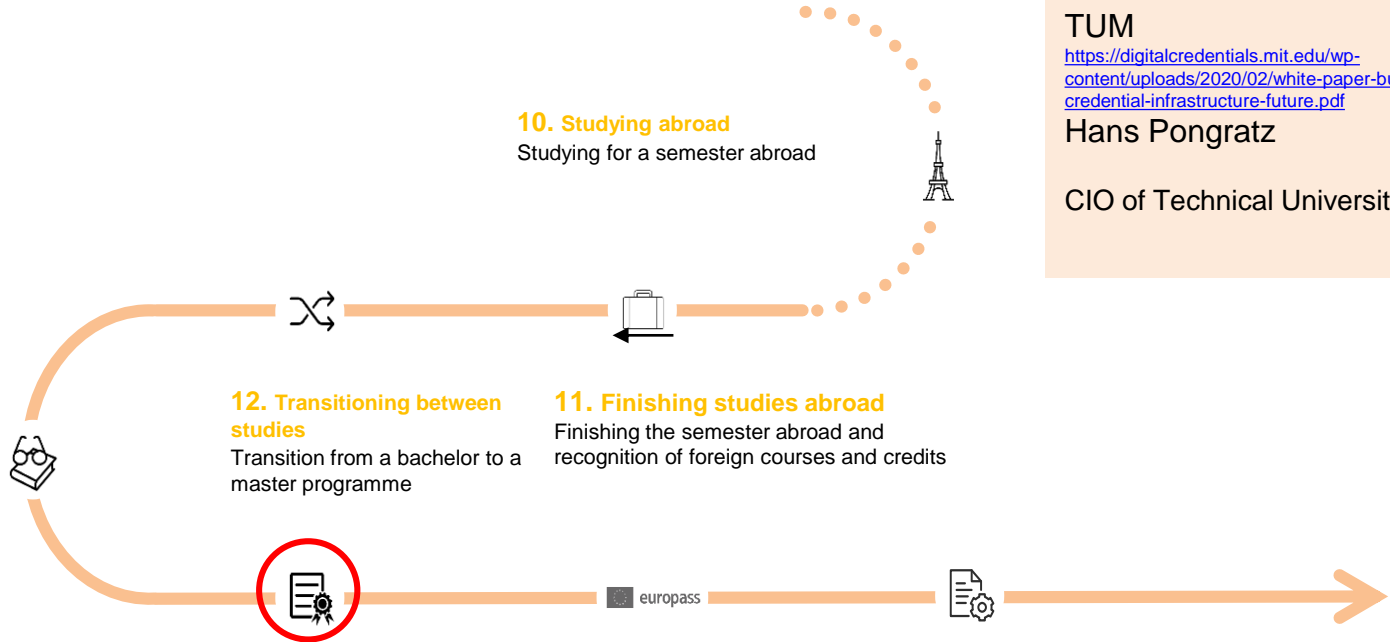 TUM
https://digitalcredentials.mit.edu/wp-
content/uploads/2020/02/white-paper-bu
credential-infrastructure-future.pdf
Hans Pongratz
CIO of Technical Universit
10. Studying abroad
Studying for a semester abroad
12. Transitioning between
studies
Transition from a bachelor to a
master programme
11. Finishing studies abroad
Finishing the semester abroad and
recognition of foreign courses and credits
europass